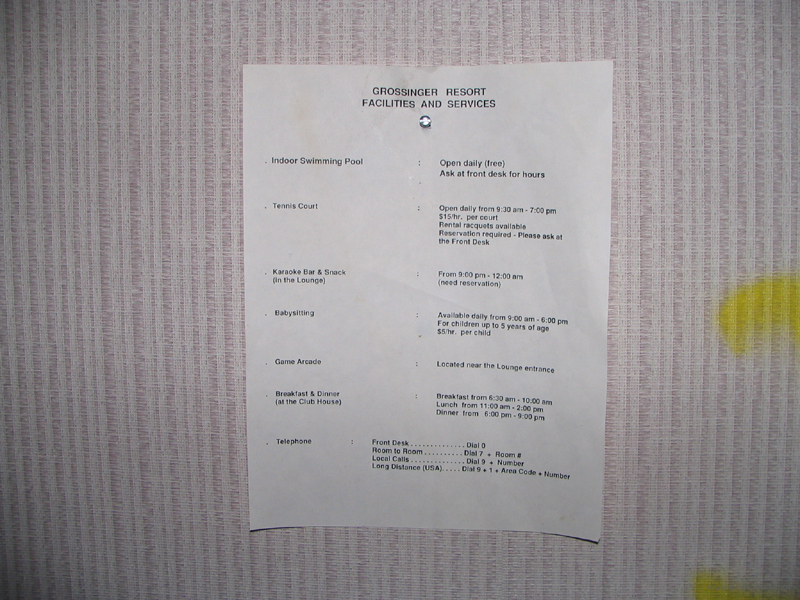 GROSSINGER RESORT
FACILITIES AND SERVICES
. Indoor Swimming Pool : Open daily (free)
Ask at front desk for hours
. Tennis Court : Open daily from 9:30 am - 7:00 pm
$15/hr. per court
Rental racquets available
Reservation required - Please ask at
the Front Desk
. Karaoke Bar & Snack : From 9:00 pm - 12:00 am
(in the Lounge) (need reservation)
. Babysitting : Available daily from 9:00 am - 6:00 pm
For children up to 5 years of age
$5/hr. per child
. Game Arcade : Located near the Lounge entrance
. Breakfast & Dinner : Breakfast from 6:30 am - 10:00 am
(at the Club House) Lunch from 11:00 am - 2:00 pm
Dinner from 6:00 pm - 9:00 pm
. Telephone : Front Desk . . . . . . . . . . . . . . Dial 0
Room to Room . . . . . . . . . . Dial 7 + Room #
Local Calls . . . . . . . . . . . . . . Dial 9 + Number
Long Distance (USA) . . . . . Dial 9 + 1 + Area Code + Number